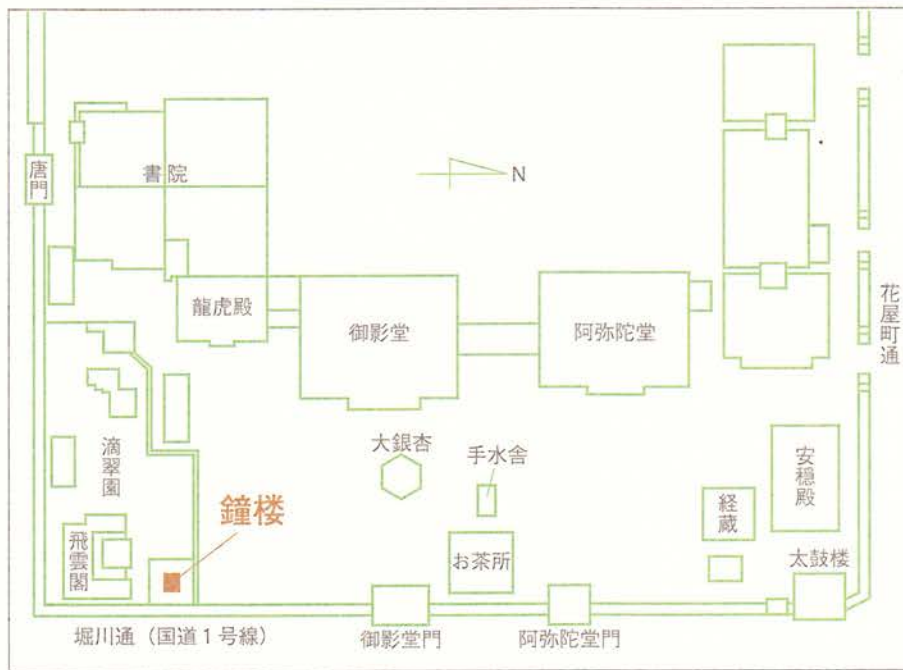 唐門
書院
N
龍虎殿
御影堂
阿弥陀堂
花屋町通
大銀杏
手水舎
滴翠園
鐘楼
経蔵
安穏殿
飛雲閣
お茶所
太鼓楼
堀川通（国道１号線）
御影堂門
阿弥陀堂門